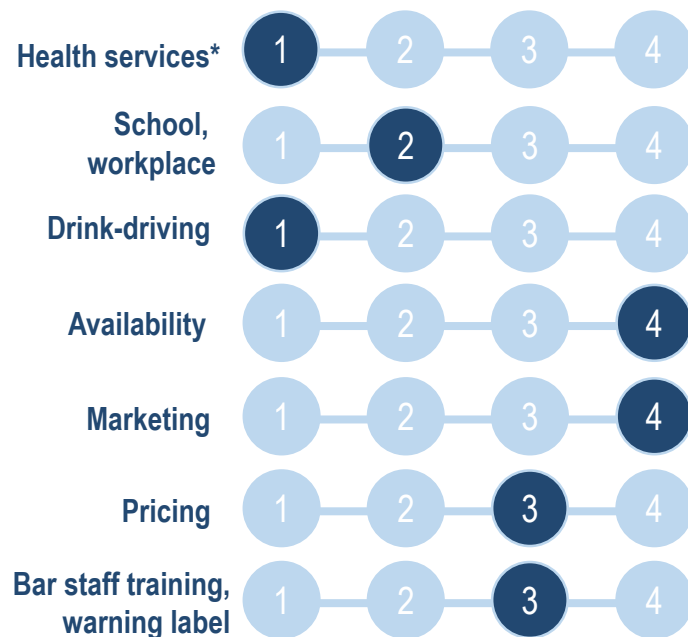 Health services* 1 2 3 4
School,
workplace 1 2 3 4
Drink-driving 1 2 3 4
Availability 1 2 3 4
Marketing 1 2 3 4
Pricing 1 2 3 4
Bar staff training,
warning label 1 2 3 4